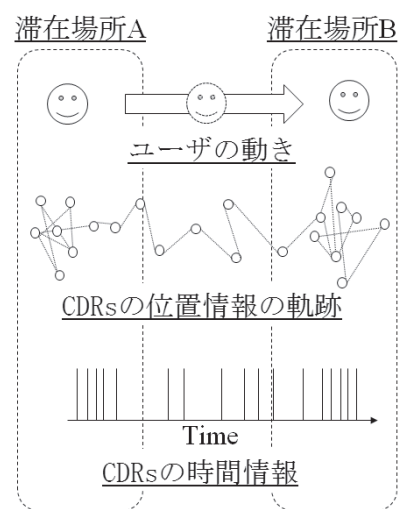 滞在場所A
滞在場所B
ユーザの動き
CDRsの位置情報の軌跡
Time
CDRsの時間情報